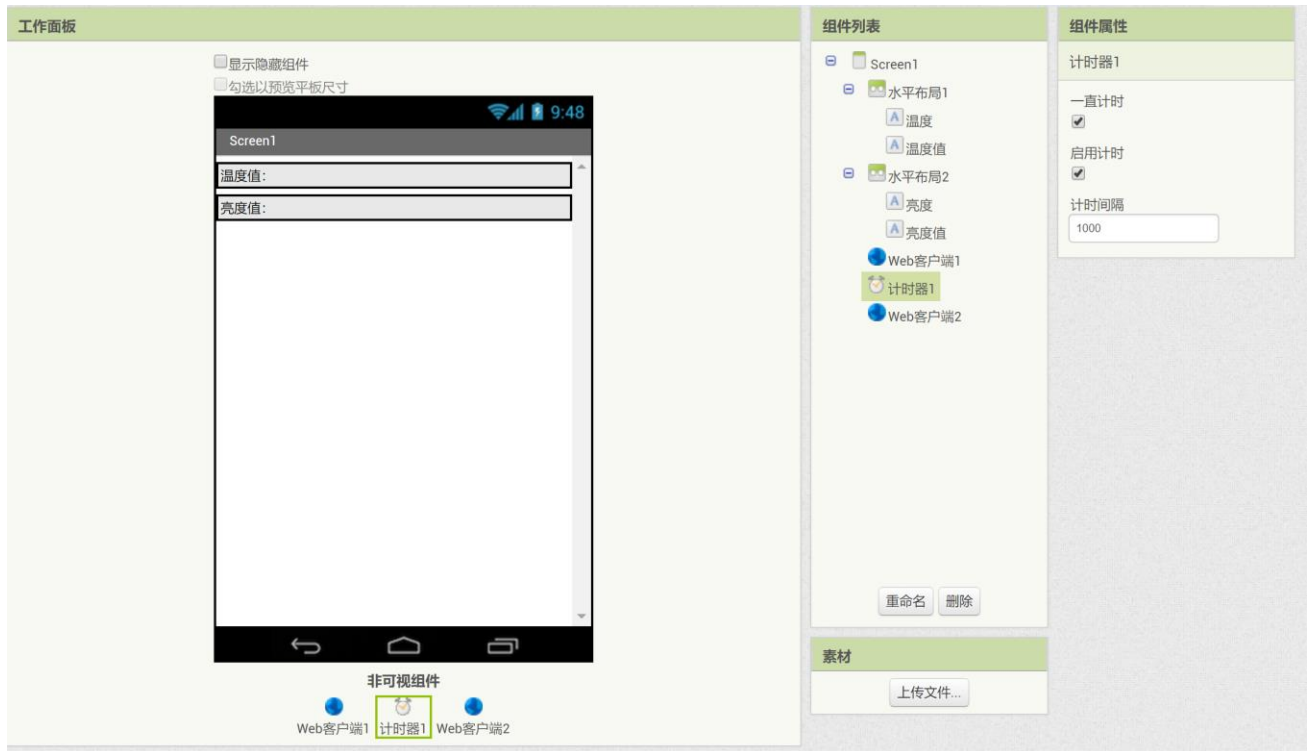 工作面板
显示隐藏组件
勾选以预览平板尺寸
9:48
Screen1
温度值：
亮度值：
非可视组件
Web客户端1 计时器1 Web客户端2
组件列表
Screen1
水平布局1
温度
温度值
水平布局2
亮度
亮度值
Web客户端1
计时器1
Web客户端2
重命名 删除
素材
上传文件...
组件属性
计时器1
一直计时
启用计时
计时间隔
1000